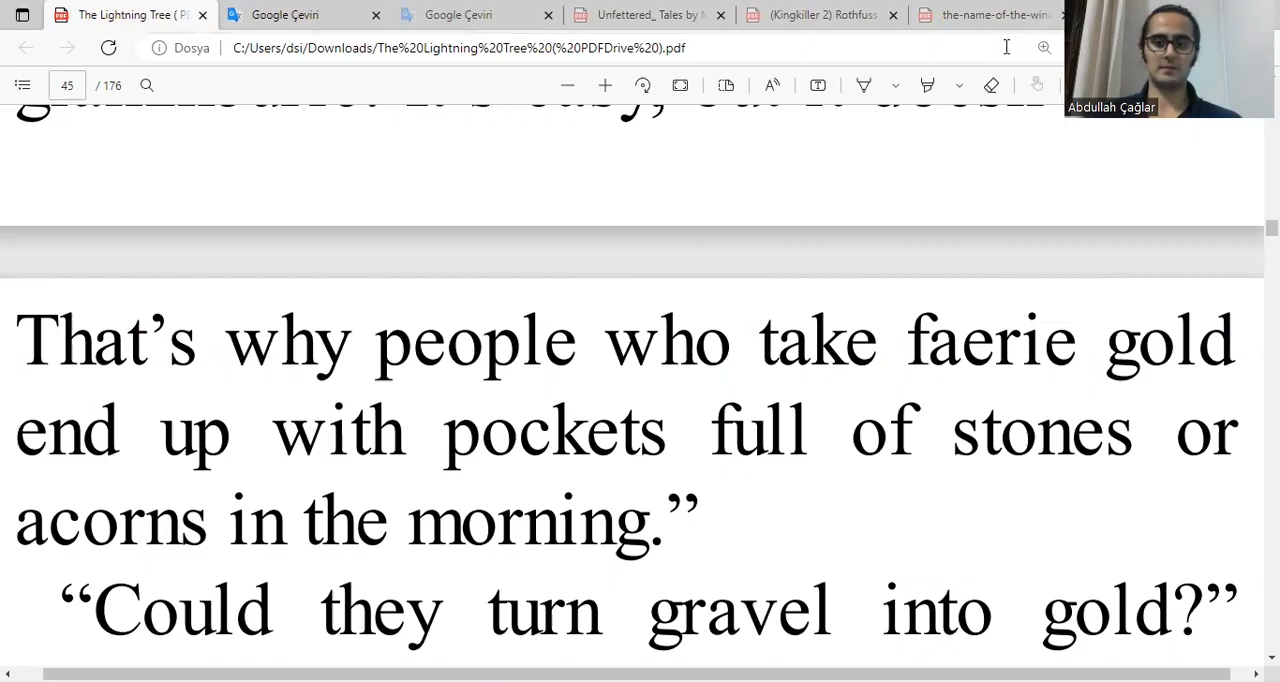 The Lightning Tree ( P
Google Çeviri
Google Çeviri
Unfettered_ Tales by
(Kingkiller 2) Rothfuss
the-name-of-the-win
Dosya
C:/Users/dsi/Downloads/The%20Lightning%20Tree%20(%20PDFDrive%20).pdf
45 / 176
Abdullah Çağlar
That’s why people who take faerie gold
end up with pockets full of stones or
acorns in the morning.”
“Could they turn gravel into gold?”